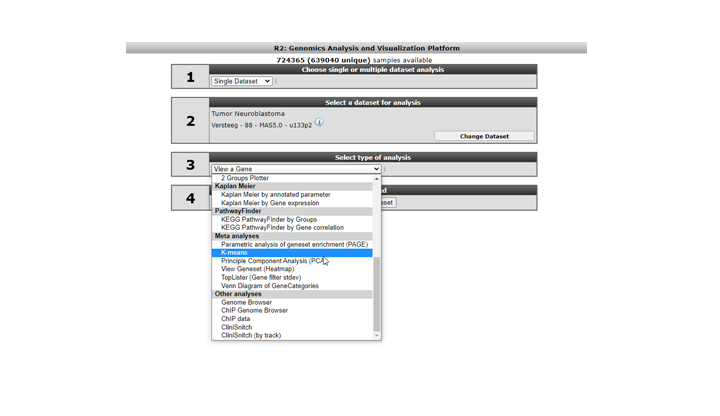 R2: Genomics Analysis and Visualization Platform
724365 (639040 unique) samples available
1
Choose single or multiple dataset analysis
Single Dataset
2
Select a dataset for analysis
Tumor Neuroblastoma
Versteeg - 88 - MAS5.0 - u133p2
Change Dataset
3
Select type of analysis
View a Gene
2 Groups Plotter
Kaplan Meier
Kaplan Meier by annotated parameter
Kaplan Meier by Gene expression
PathwayFinder
KEGG PathwayFinder by Groups
KEGG PathwayFinder by Gene correlation
Meta analyses
Parametric analysis of geneset enrichment (PAGE)
K-means
Principle Component Analysis (PCA)
View Geneset (Heatmap)
TopLister (Gene filter stdev)
Venn Diagram of GeneCategories
Other analyses
Genome Browser
ChIP Genome Browser
ChIP data
CliniSnitch
CliniSnitch (by track)
4